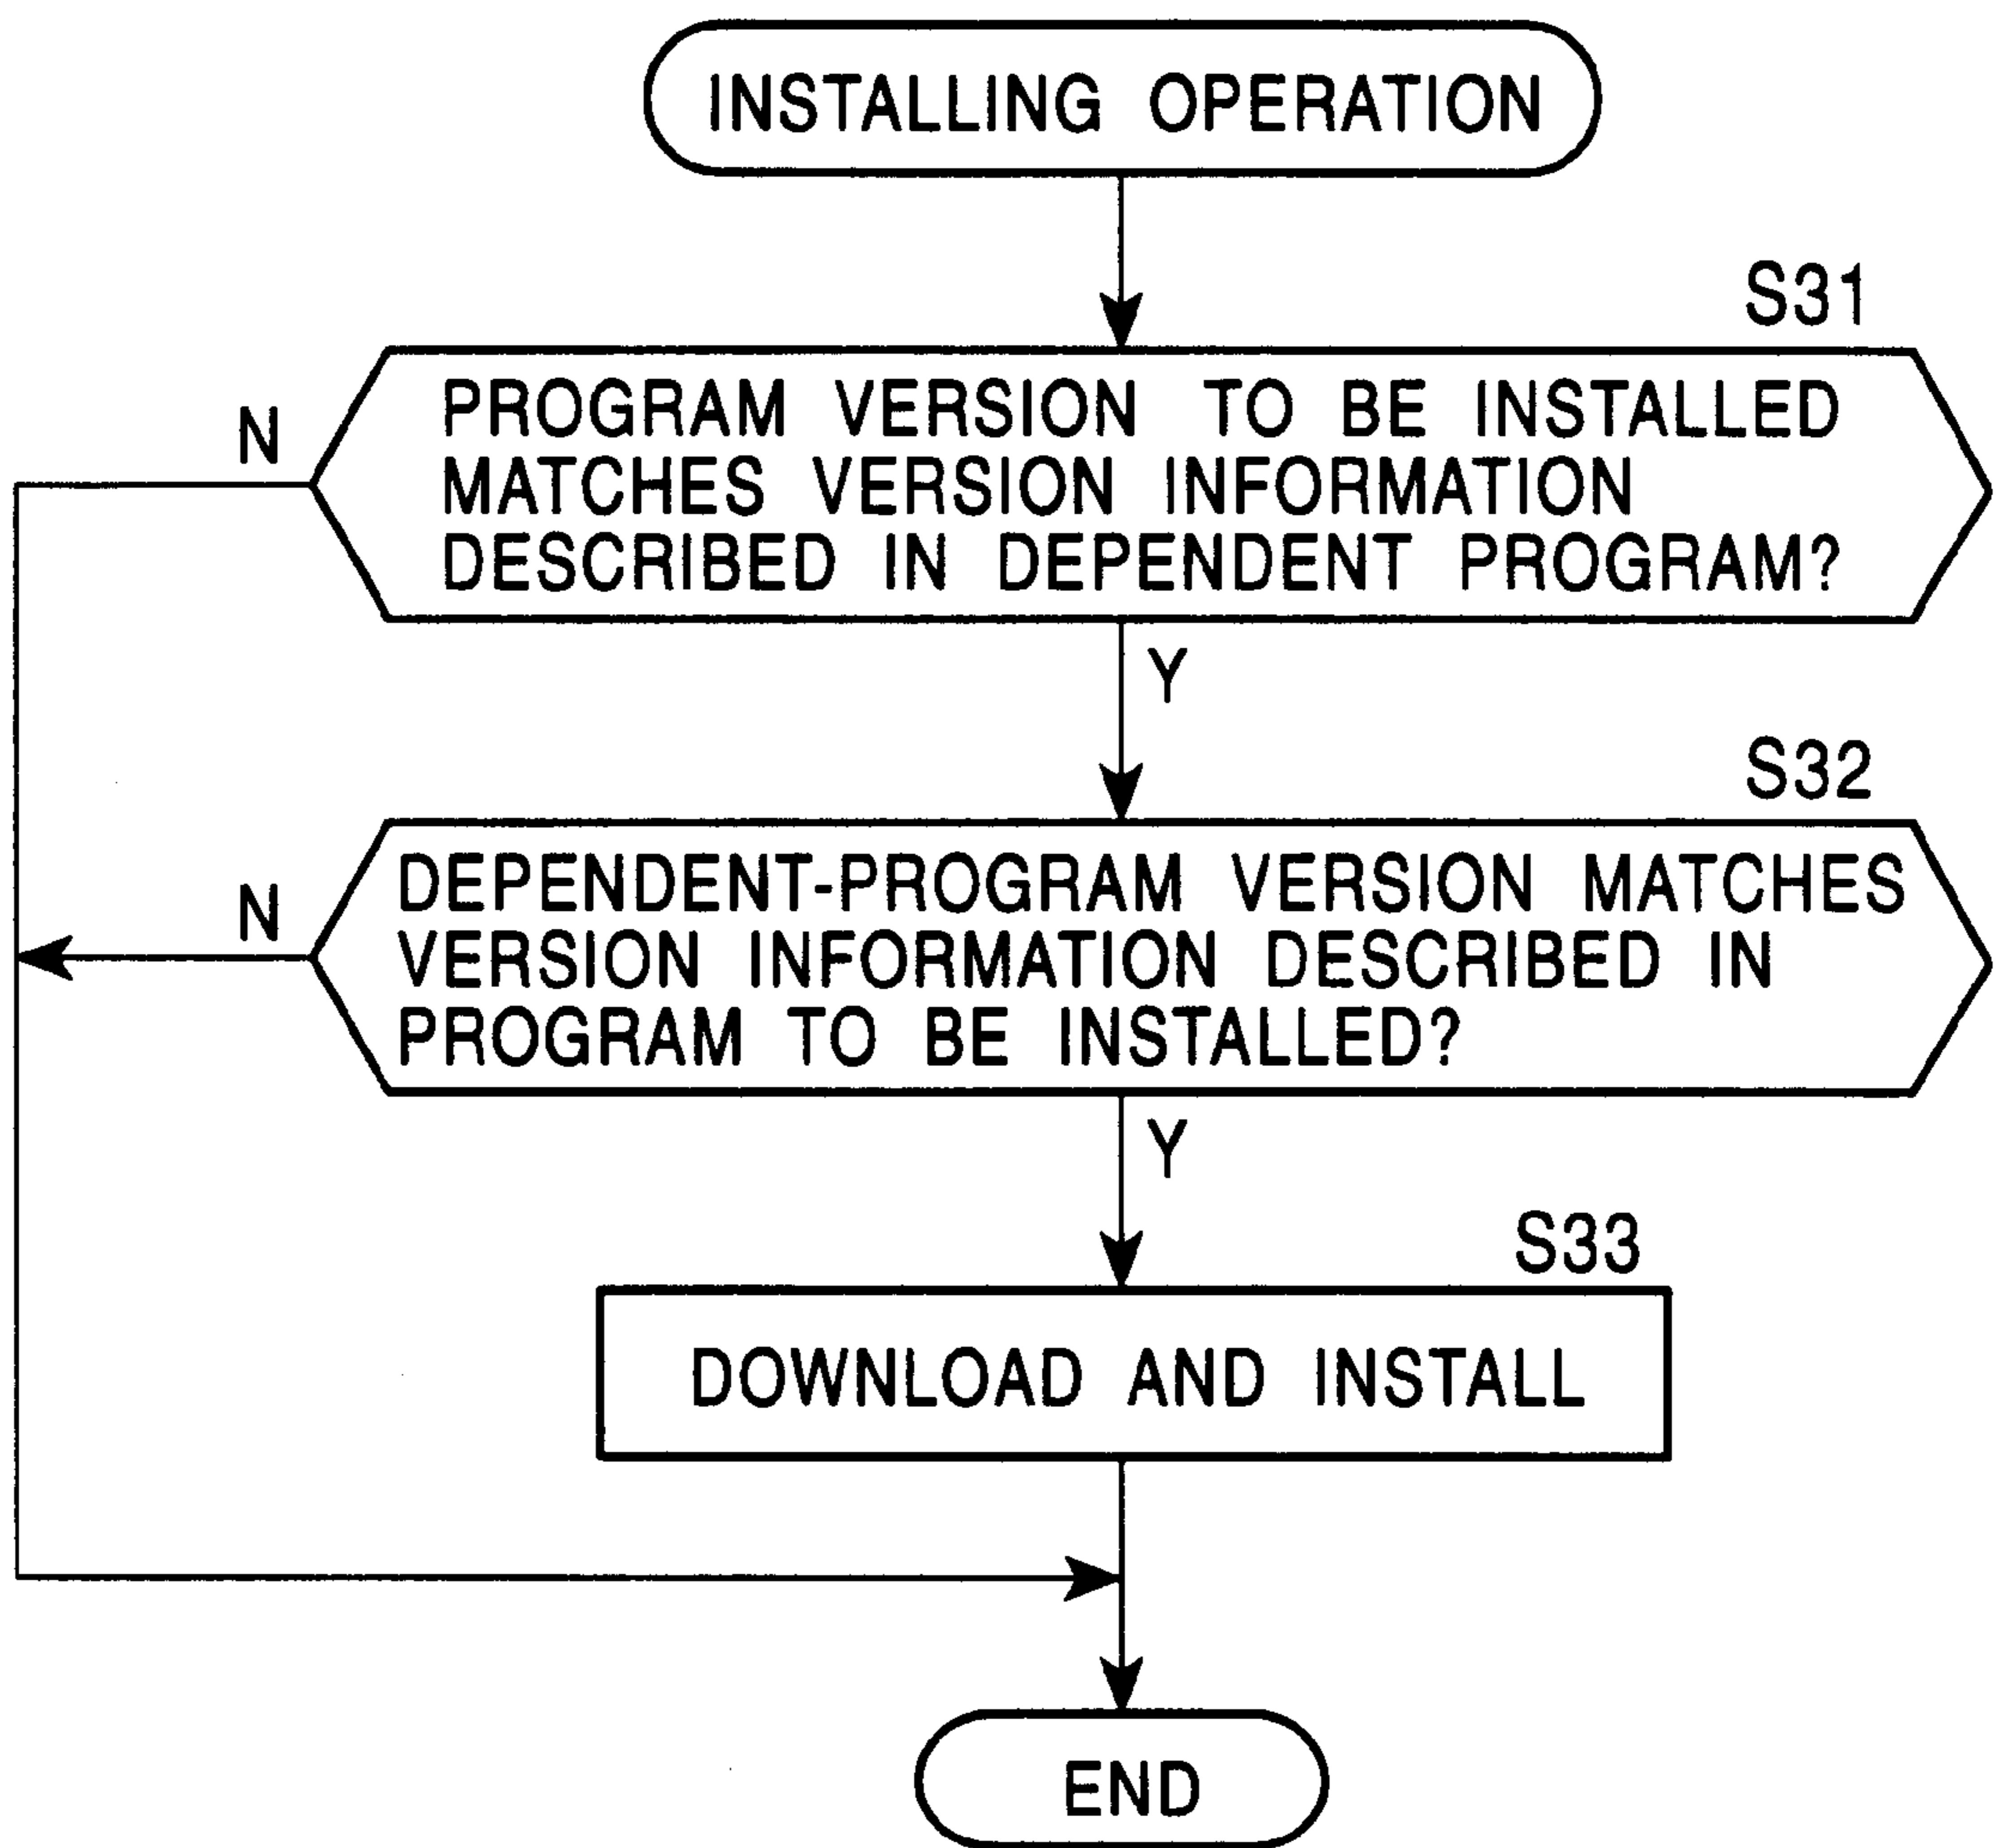 INSTALLING OPERATION
S31
PROGRAM VERSION TO BE INSTALLED
MATCHES VERSION INFORMATION
DESCRIBED IN DEPENDENT PROGRAM?
N
Y
S32
DEPENDENT-PROGRAM VERSION MATCHES
VERSION INFORMATION DESCRIBED IN
PROGRAM TO BE INSTALLED?
N
Y
S33
DOWNLOAD AND INSTALL
END